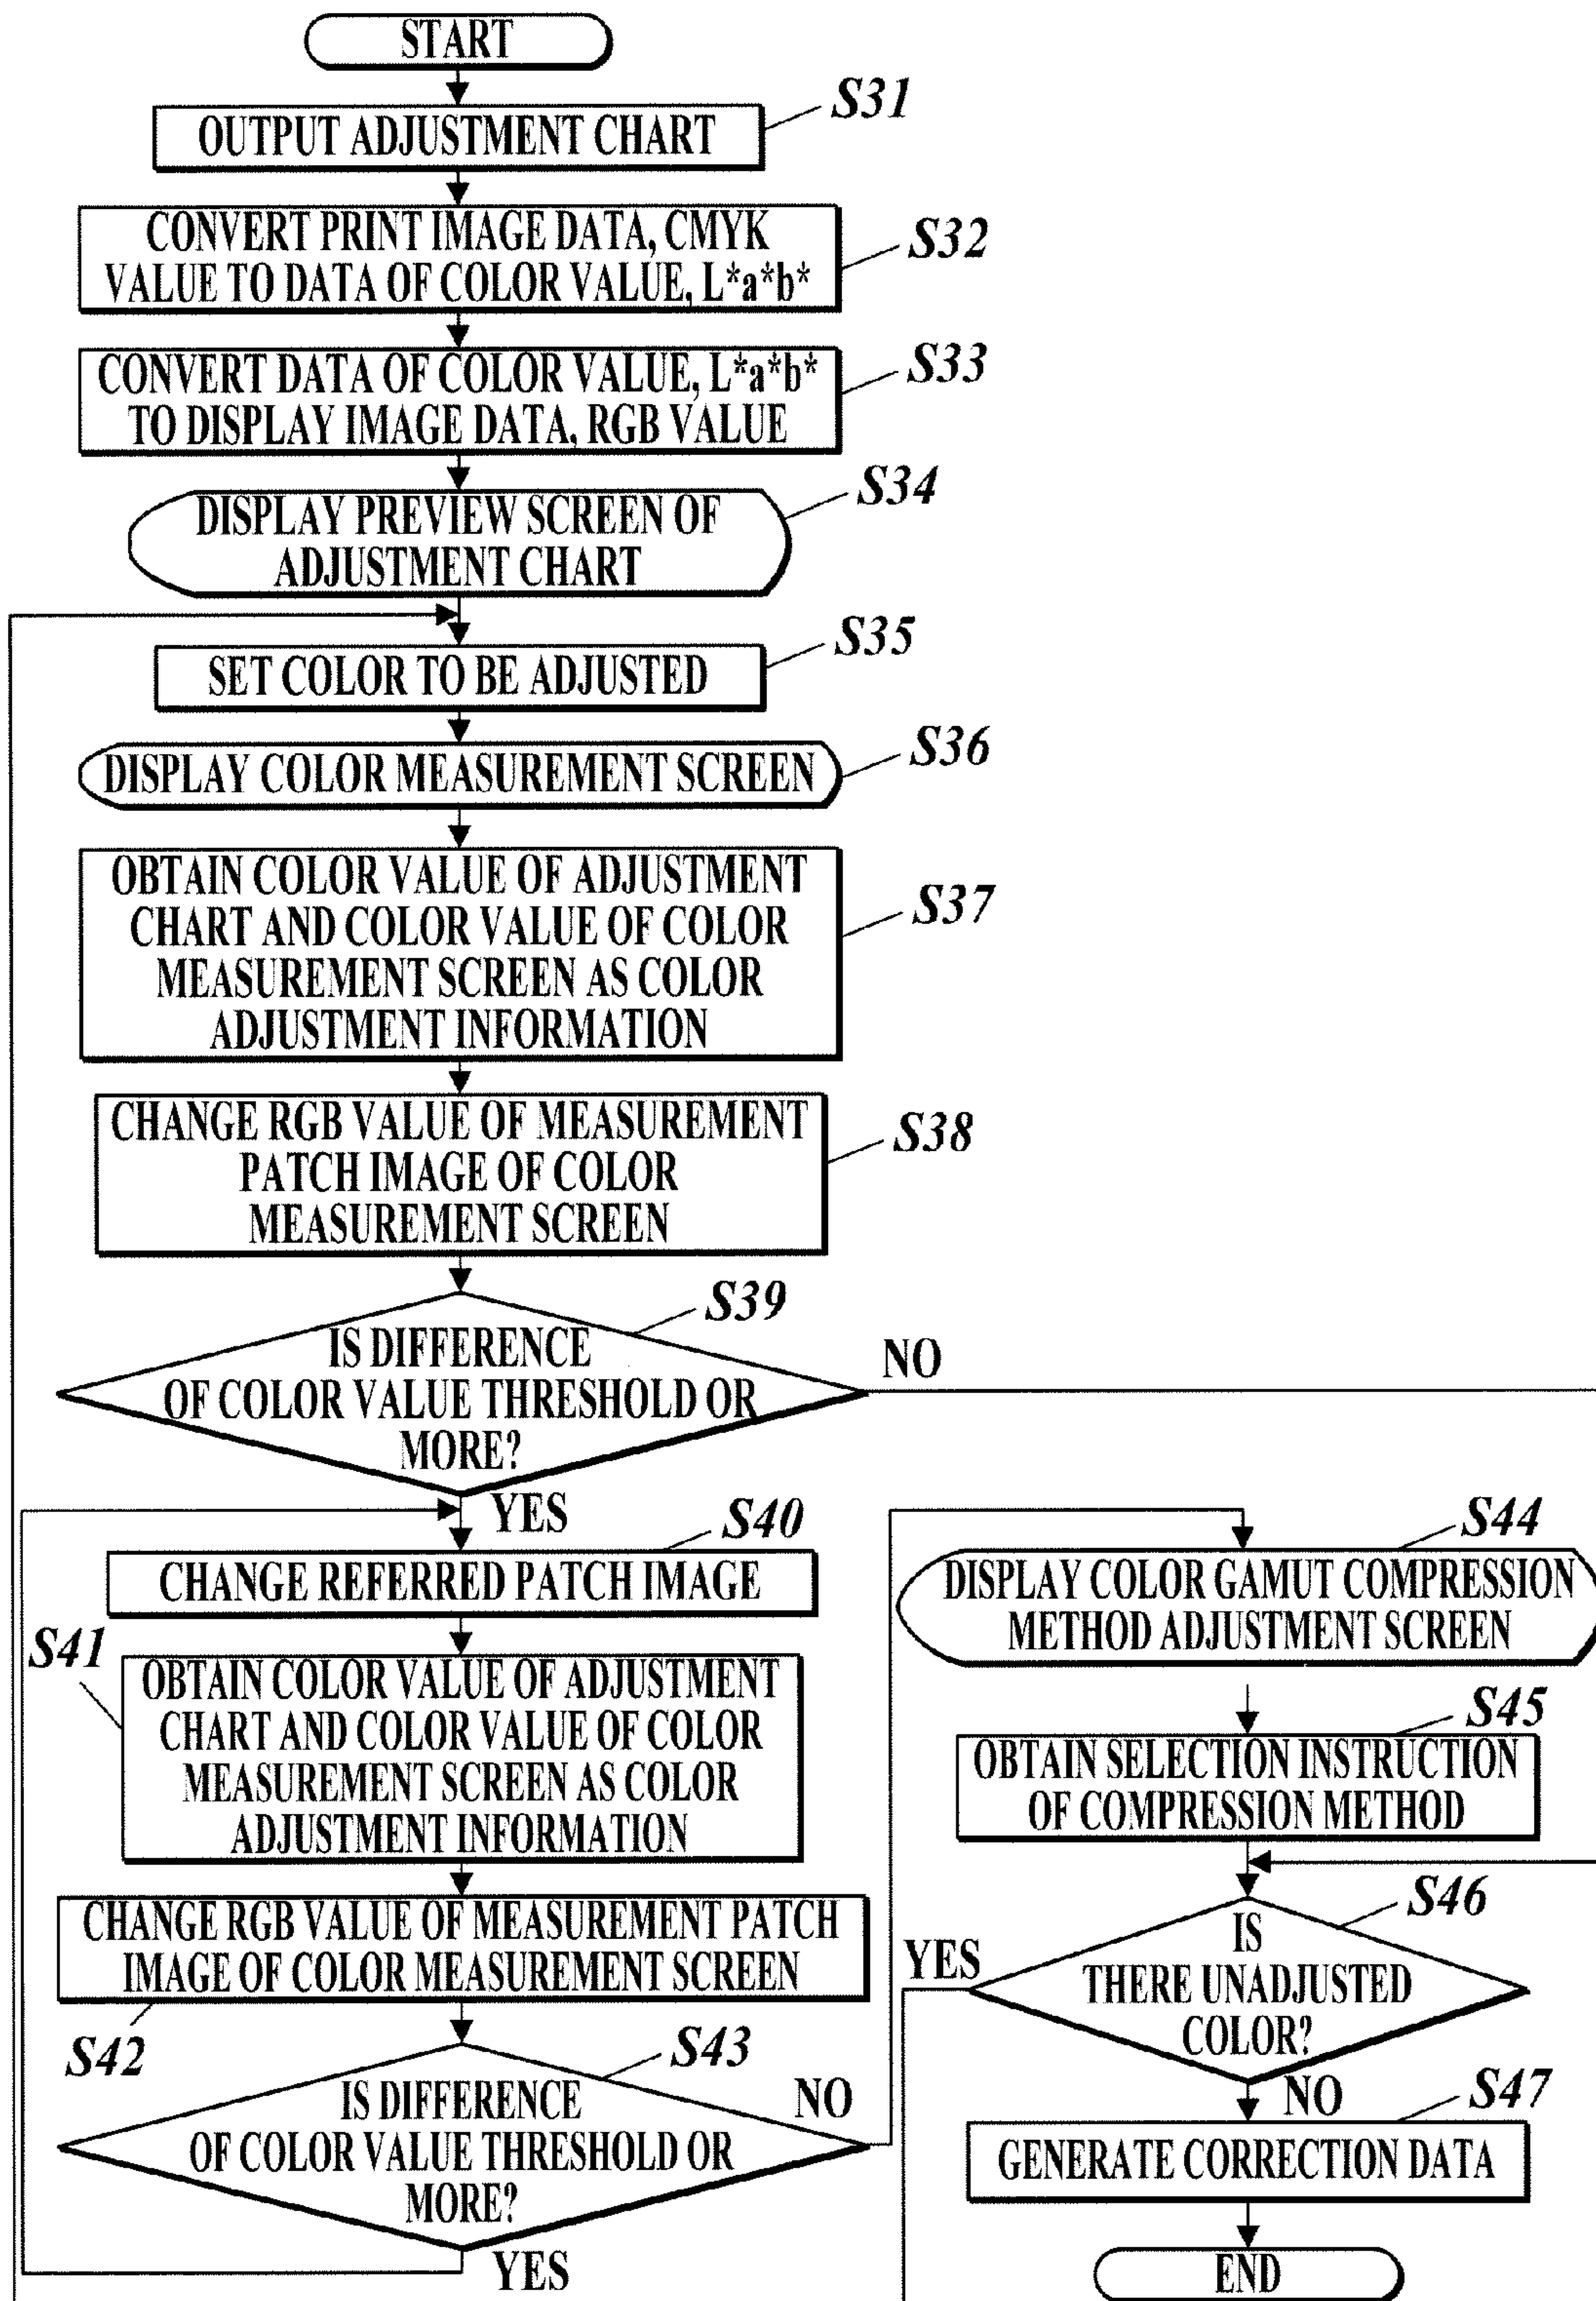 START
S31
OUTPUT ADJUSTMENT CHART
CONVERT PRINT IMAGE DATA, CMYK
VALUE TO DATA OF COLOR VALUE, L*a*b*
S32
CONVERT DATA OF COLOR VALUE, L*a*b*
TO DISPLAY IMAGE DATA, RGB VALUE
S33
DISPLAY PREVIEW SCREEN OF
ADJUSTMENT CHART
S34
S35
SET COLOR TO BE ADJUSTED
S36
DISPLAY COLOR MEASUREMENT SCREEN
OBTAIN COLOR VALUE OF ADJUSTMENT
CHART AND COLOR VALUE OF COLOR
MEASUREMENT SCREEN AS COLOR
ADJUSTMENT INFORMATION
S37
CHANGE RGB VALUE OF MEASUREMENT
PATCH IMAGE OF COLOR
MEASUREMENT SCREEN
S38
S39
IS DIFFERENCE
OF COLOR VALUE THRESHOLD OR
MORE?
NO
YES
S40
CHANGE REFERRED PATCH IMAGE
S41
OBTAIN COLOR VALUE OF ADJUSTMENT
CHART AND COLOR VALUE OF COLOR
MEASUREMENT SCREEN AS COLOR
ADJUSTMENT INFORMATION
CHANGE RGB VALUE OF MEASUREMENT PATCH
IMAGE OF COLOR MEASUREMENT SCREEN
S42
S43
IS DIFFERENCE
OF COLOR VALUE THRESHOLD OR
MORE?
NO
YES
S44
DISPLAY COLOR GAMUT COMPRESSION
METHOD ADJUSTMENT SCREEN
S45
OBTAIN SELECTION INSTRUCTION
OF COMPRESSION METHOD
S46
IS
THERE UNADJUSTED
COLOR?
YES
NO
S47
GENERATE CORRECTION DATA
END